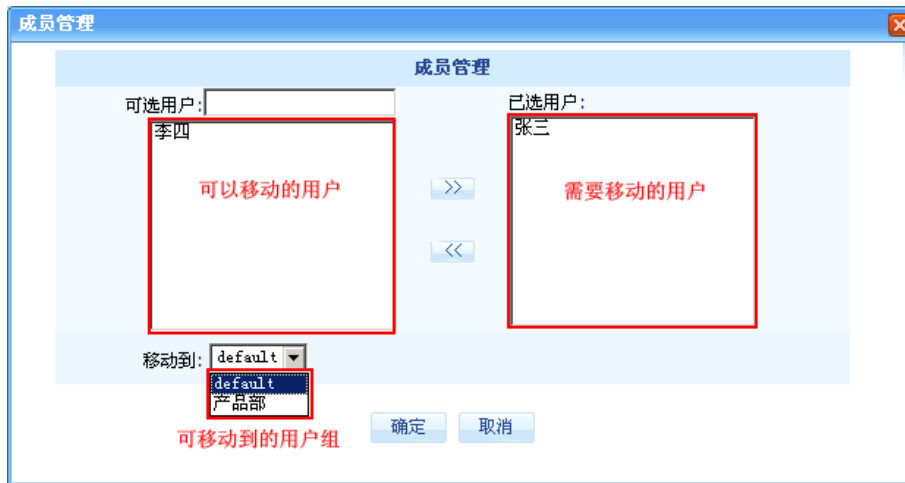 成员管理
成员管理
可选用户:
已选用户:
李四
张三
可以移动的用户
>>
需要移动的用户
<<
移动到: default
default
产品部
可移动到的用户组
确定
取消